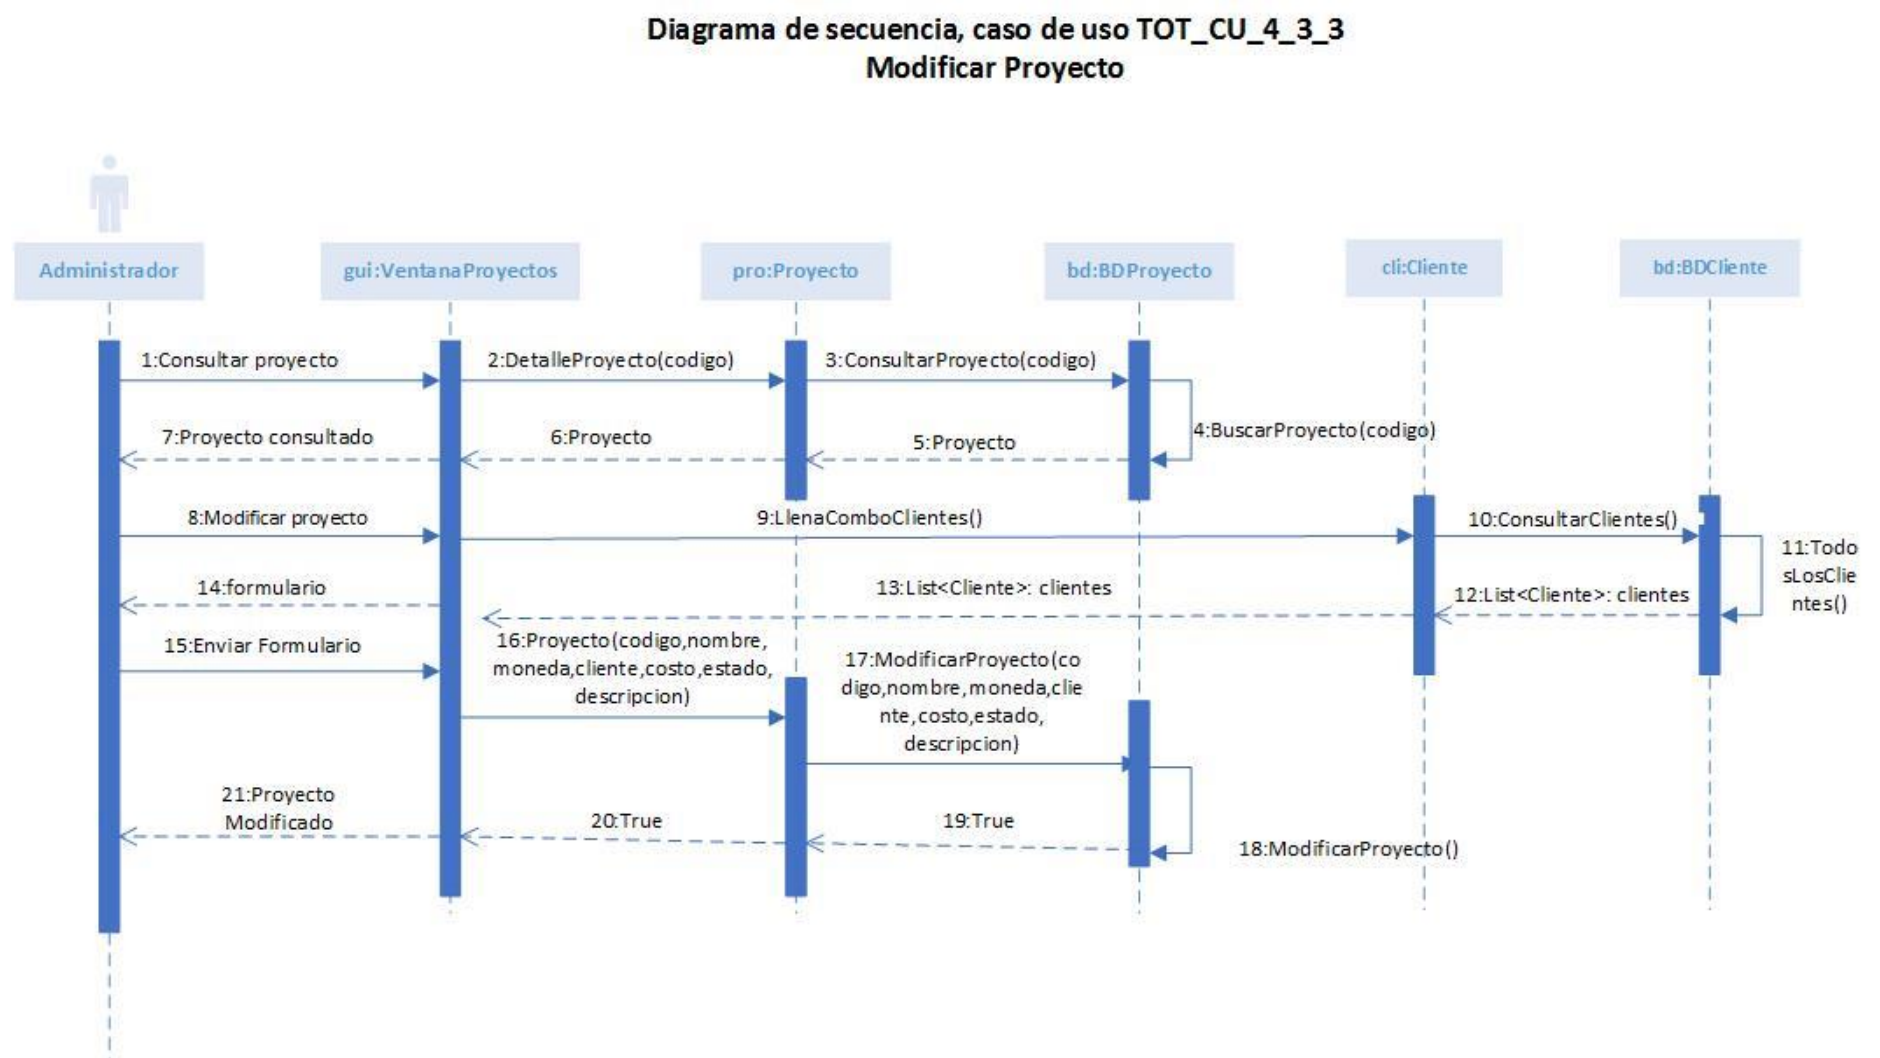 Diagrama de secuencia, caso de uso TOT_CU_4_3_3
Modificar Proyecto
Administrador
gui:VentanaProyectos
pro:Proyecto
bd:BDProyecto
cli:Cliente
bd:BDCliente
1:Consultar proyecto
2:DetalleProyecto(codigo)
3:ConsultarProyecto(codigo)
4:BuscarProyecto(codigo)
5:Proyecto
6:Proyecto
7:Proyecto consultado
8:Modificar proyecto
9:LlenaComboClientes()
10:ConsultarClientes()
11:Todo
sLosClie
ntes()
12:List<Cliente>: clientes
13:List<Cliente>: clientes
14:formulario
15:Enviar Formulario
16:Proyecto(codigo,nombre,
moneda,cliente,costo,estado,
descripcion)
17:ModificarProyecto(co
digo,nombre,moneda,clie
nte,costo,estado,
descripcion)
18:ModificarProyecto()
19:True
20:True
21:Proyecto
Modificado